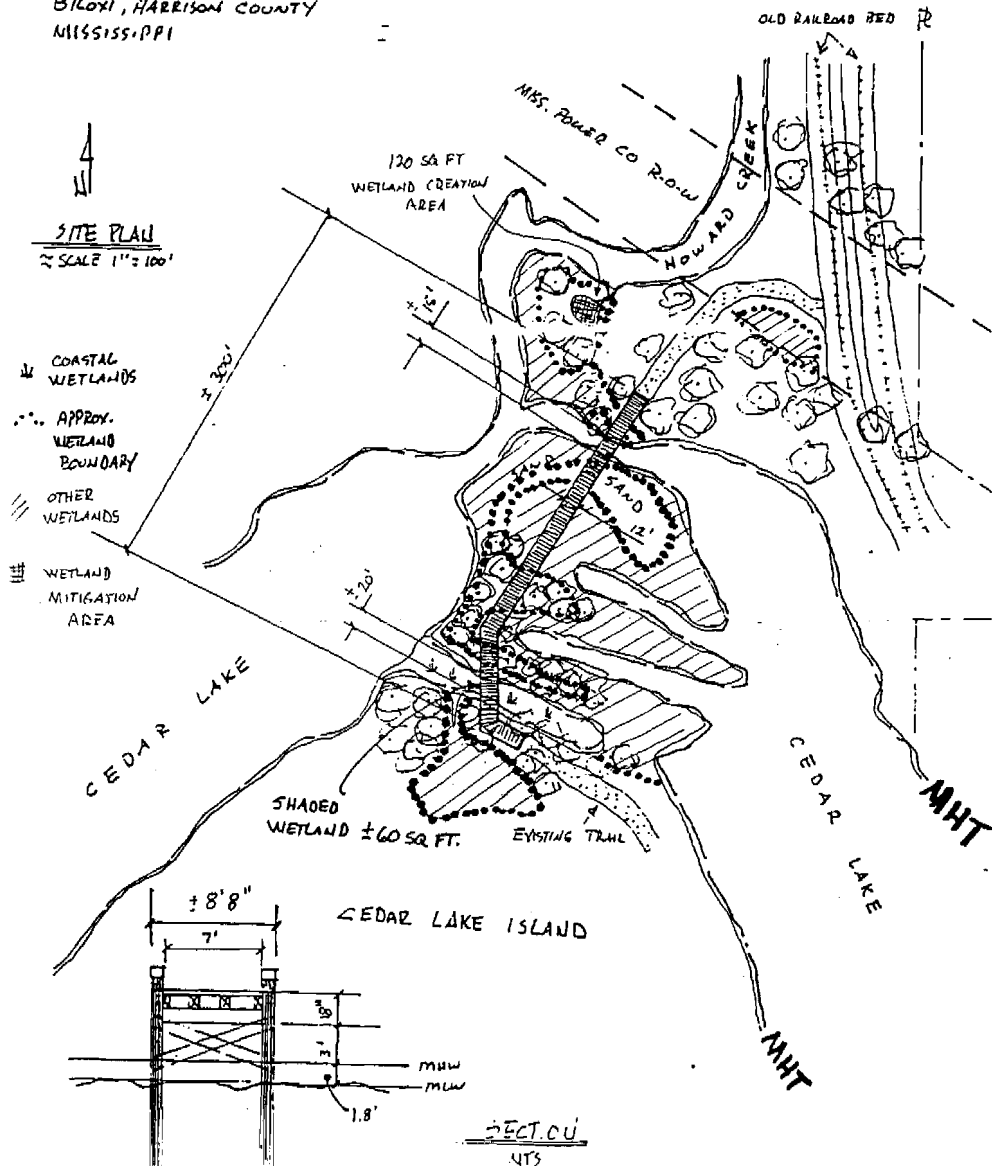 BILOXI, HARRISON COUNTY
MISSISSIPPI
OLD RAILROAD BED
MISS. POWER CO R.O.W
HOWARD CREEK
120 SQ FT
WETLAND CREATION
AREA
SITE PLAN
≈ SCALE 1"=100'
± 300'
± 15'
COASTAL
WETLANDS
APPROX.
WETLAND
BOUNDARY
OTHER
WETLANDS
WETLAND
MITIGATION
AREA
SAND
SAND
12'
± 20'
CEDAR LAKE
CEDAR LAKE
SHADED
WETLAND ±60 SQ FT.
EXISTING TRAIL
MHT
MHT
CEDAR LAKE ISLAND
± 8'8"
7'
18"
3'
MHW
MLW
1.8'
NTS